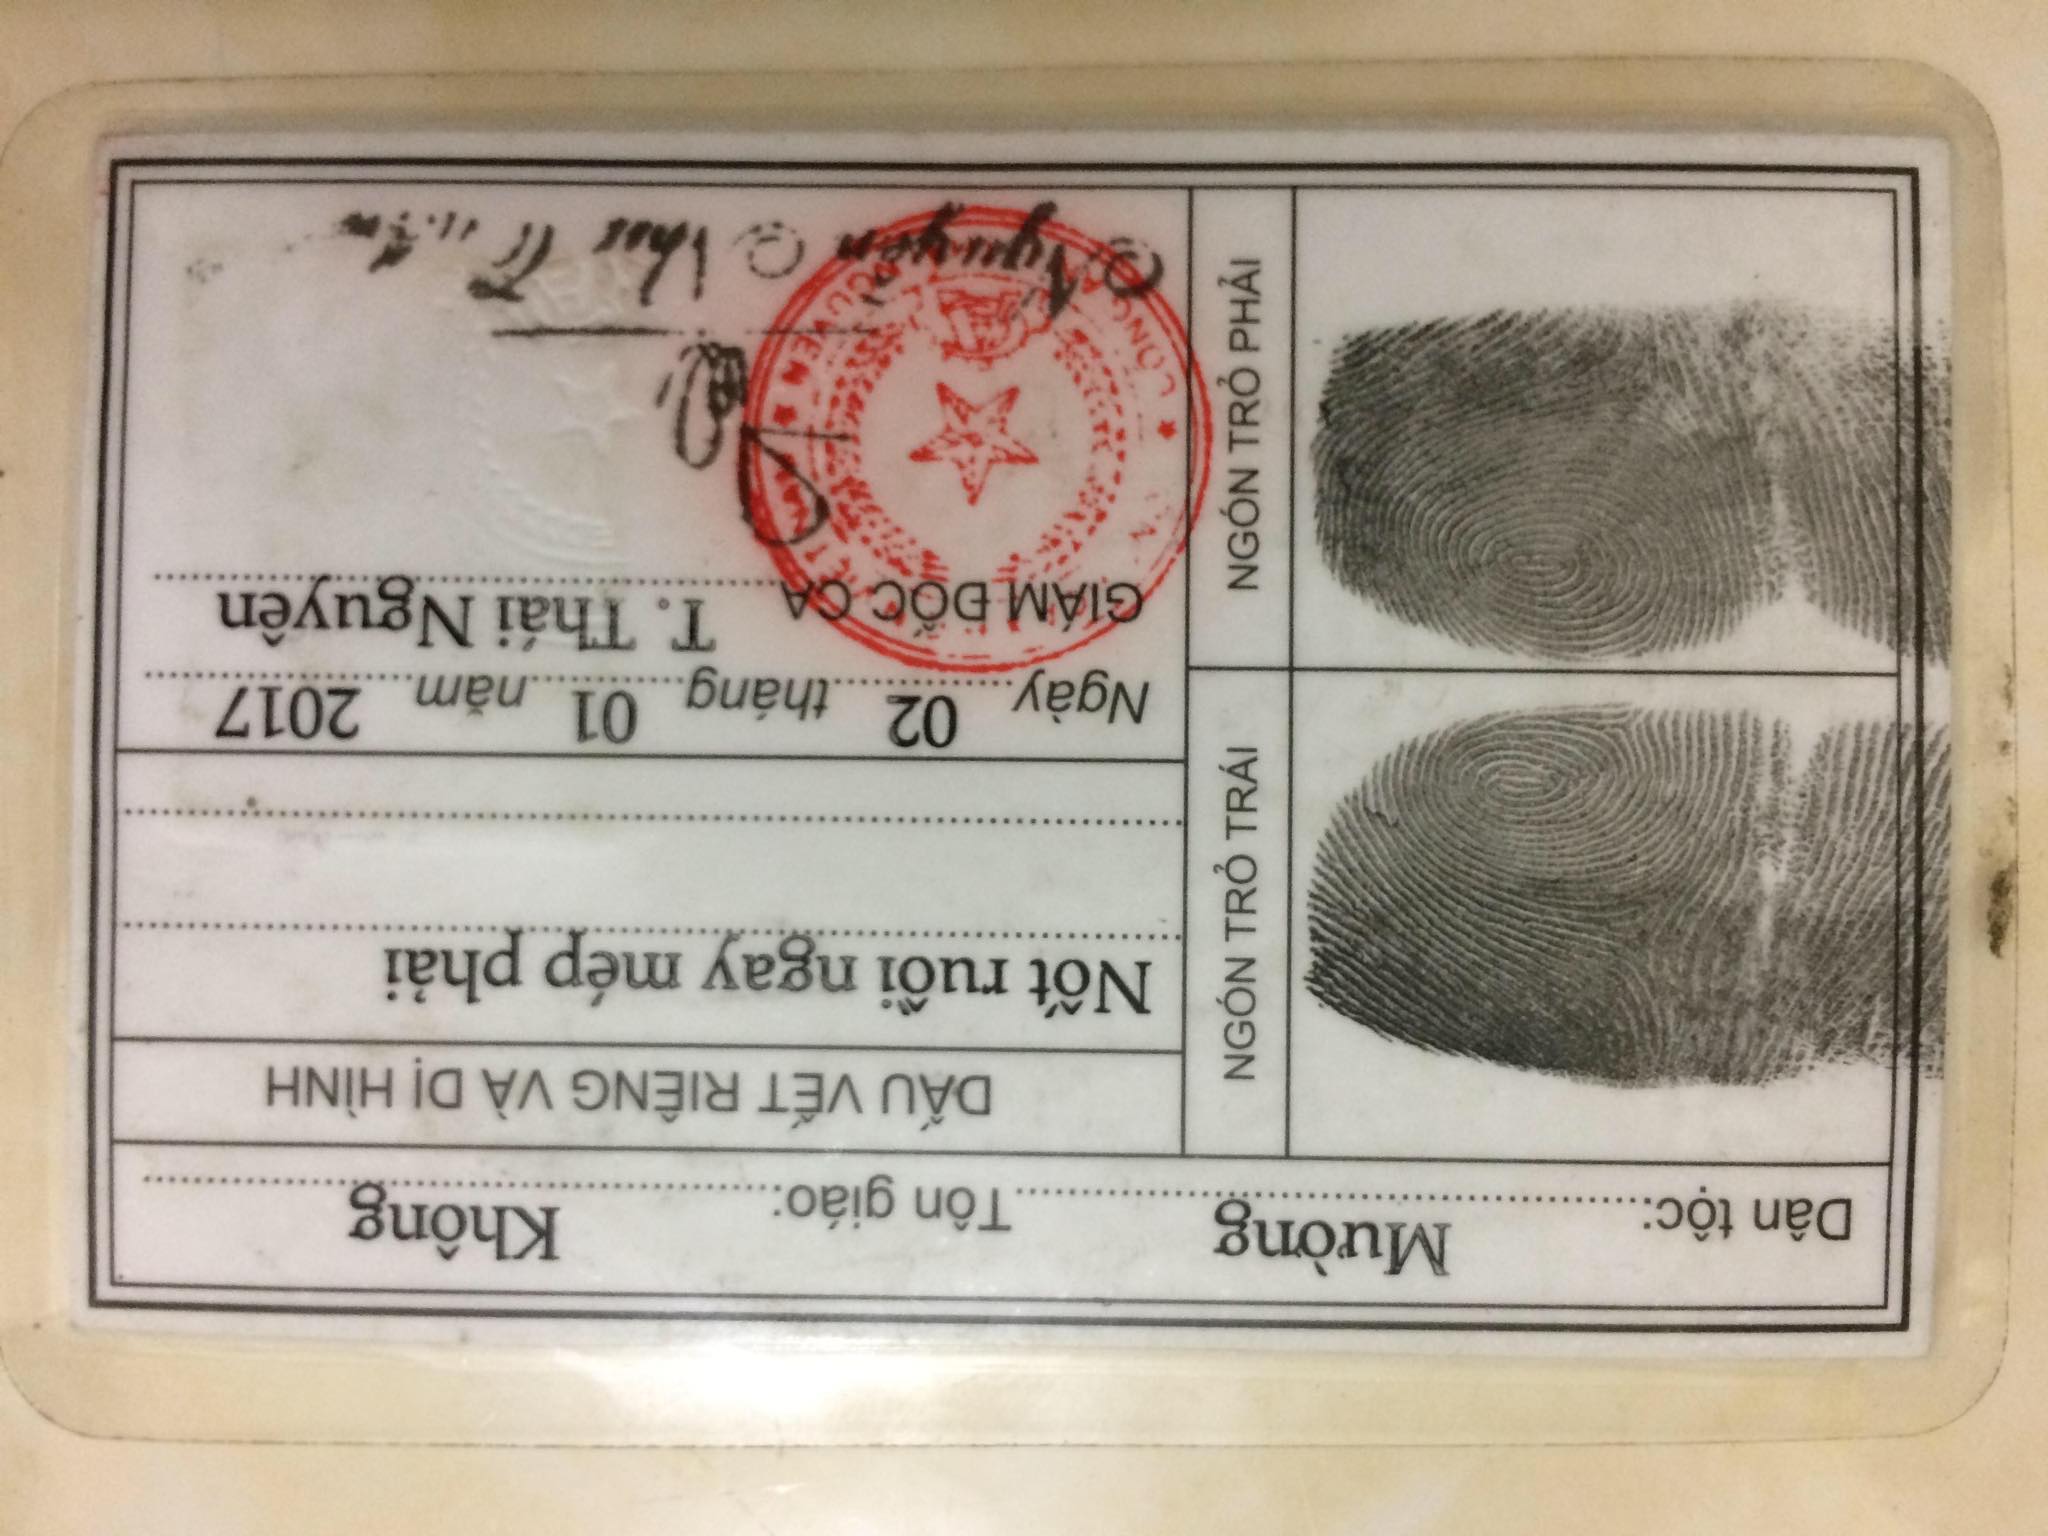 Dân tộc: Mường Tôn giáo: Không
NGÓN TRỎ TRÁI
NGÓN TRỎ PHẢI
DẤU VẾT RIÊNG VÀ DỊ HÌNH
Nốt ruồi ngay mép phải
Ngày 02 tháng 01 năm 2017
GIÁM ĐỐC CA T. Thái Nguyên
Nguyễn